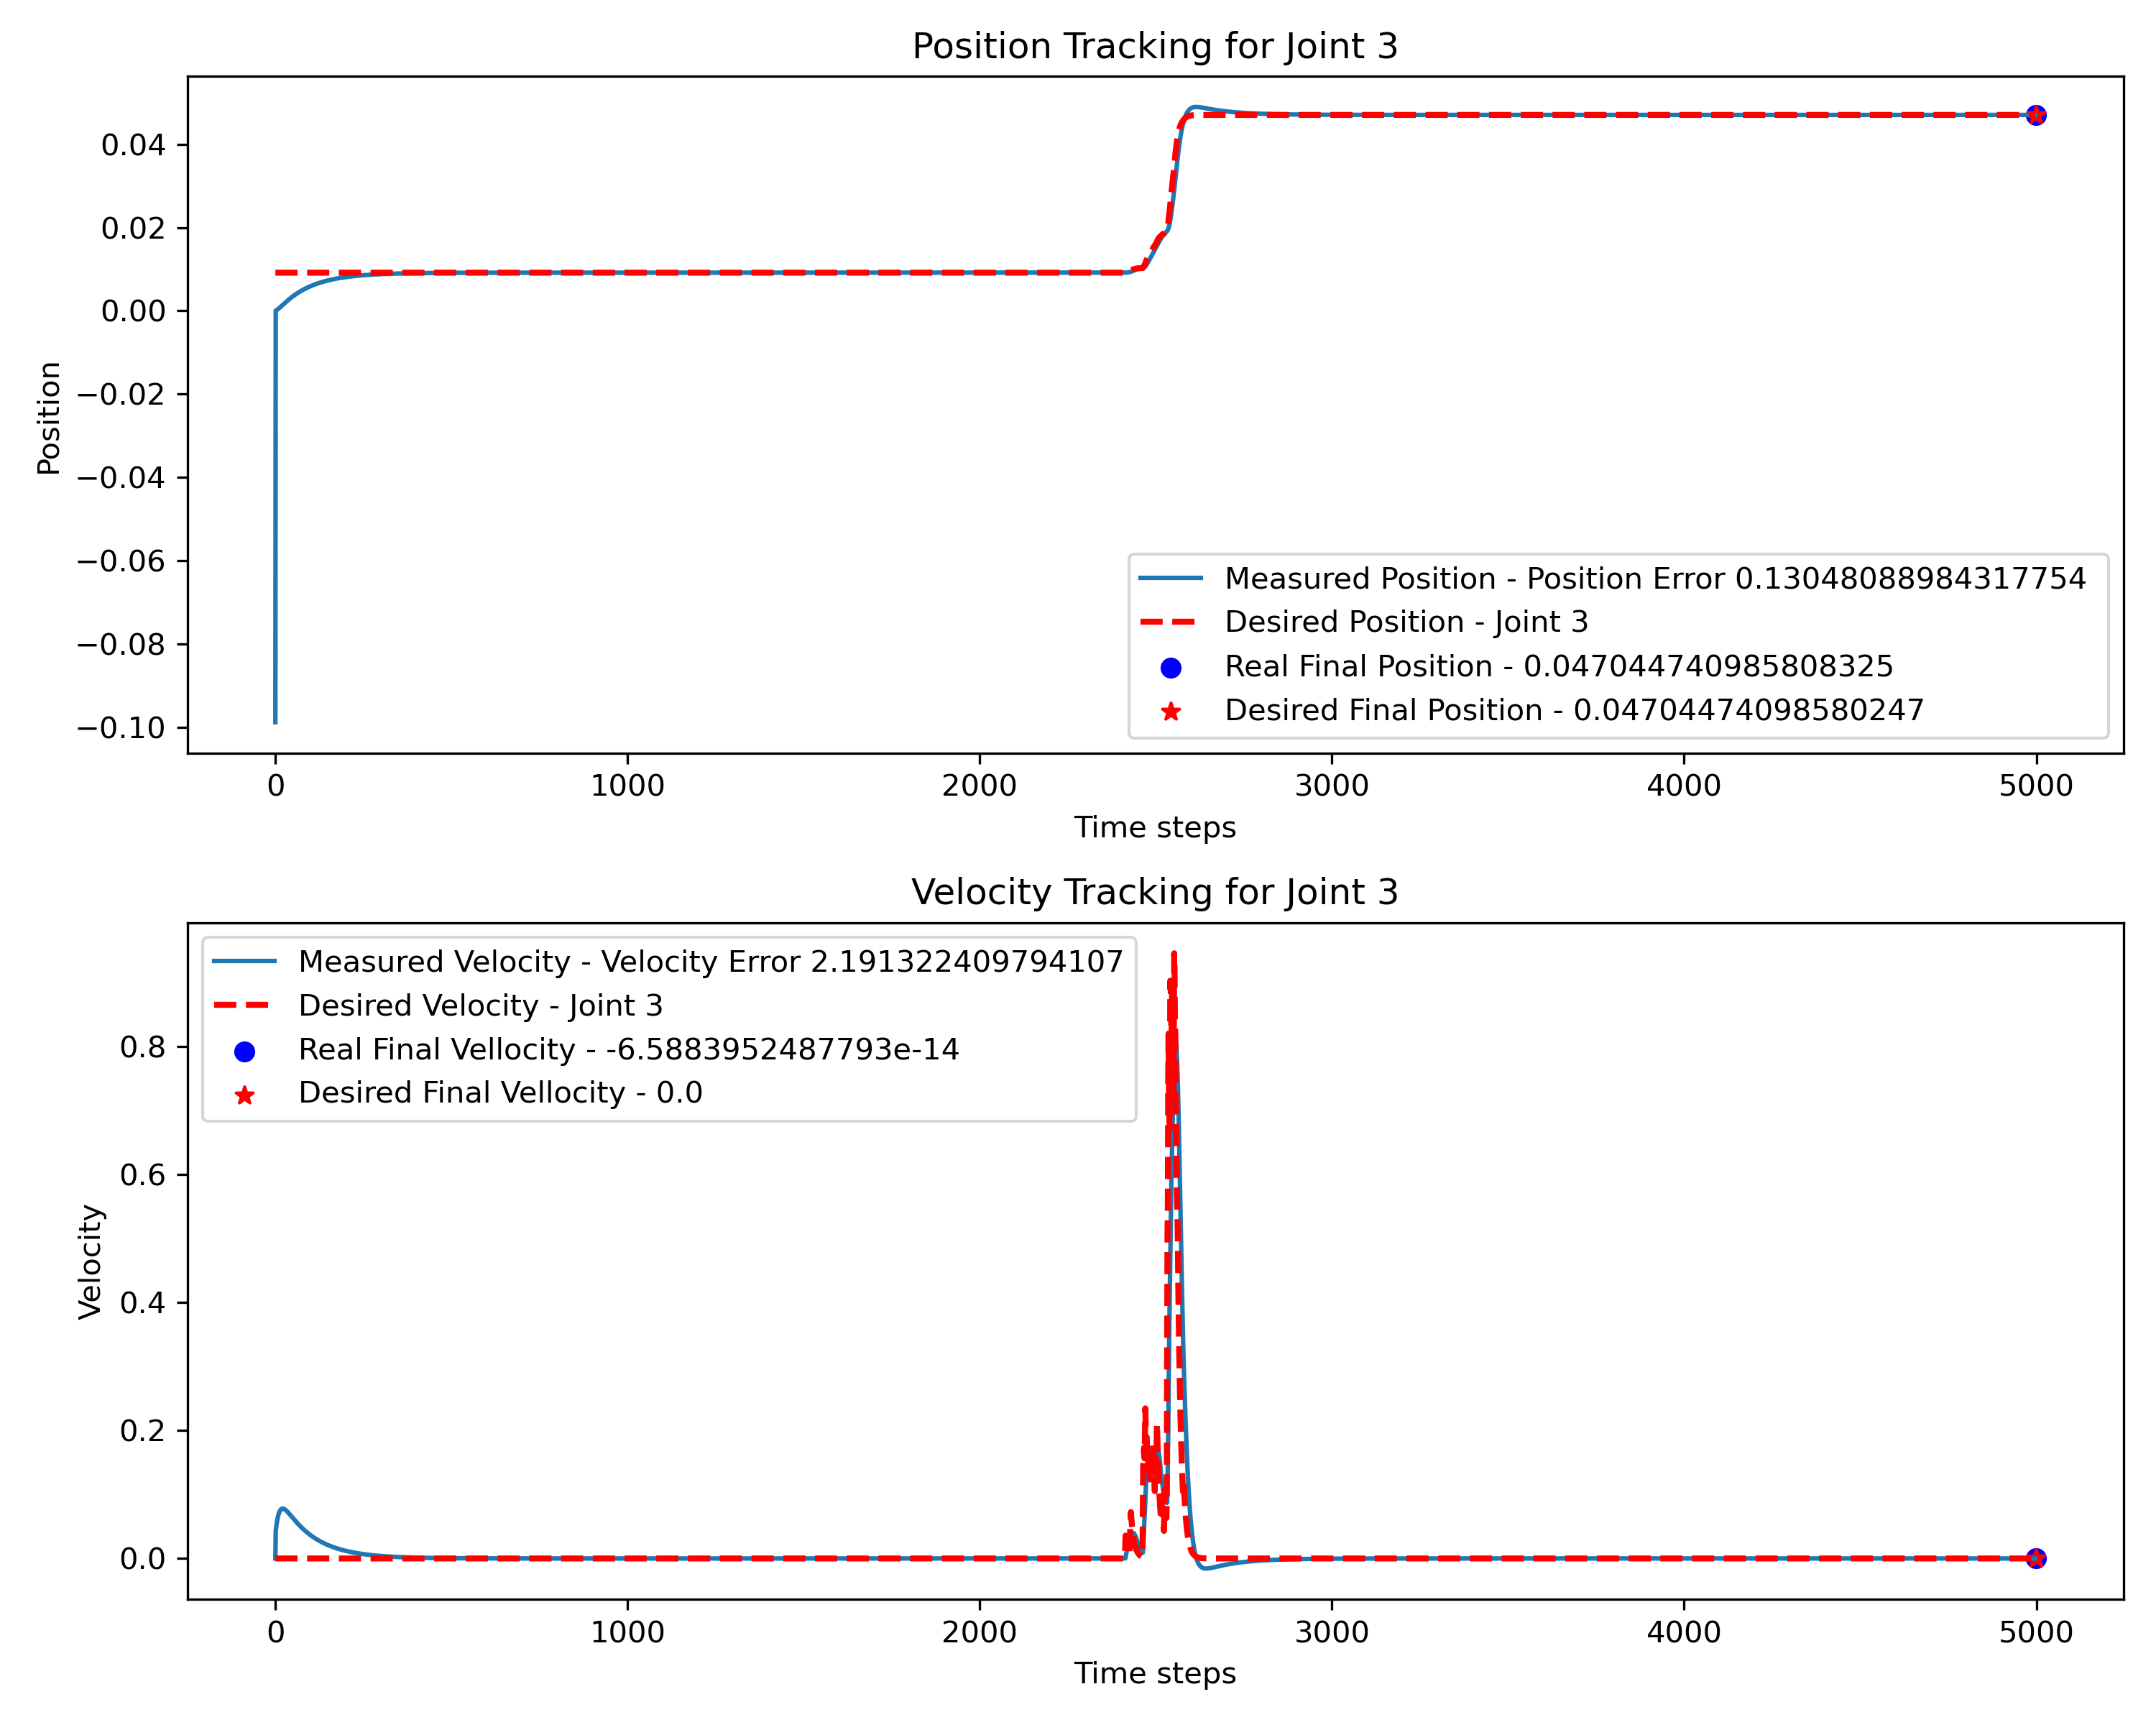 Position Tracking for Joint 3
Position
0.04
0.02
0.00
−0.02
−0.04
−0.06
−0.08
−0.10
Measured Position - Position Error 0.13048088984317754
Desired Position - Joint 3
Real Final Position - 0.047044740985808325
Desired Final Position - 0.04704474098580247
0 1000 2000 3000 4000 5000
Time steps
Velocity Tracking for Joint 3
Velocity
Measured Velocity - Velocity Error 2.191322409794107
Desired Velocity - Joint 3
Real Final Vellocity - -6.5883952487793e-14
Desired Final Vellocity - 0.0
0.8
0.6
0.4
0.2
0.0
0 1000 2000 3000 4000 5000
Time steps